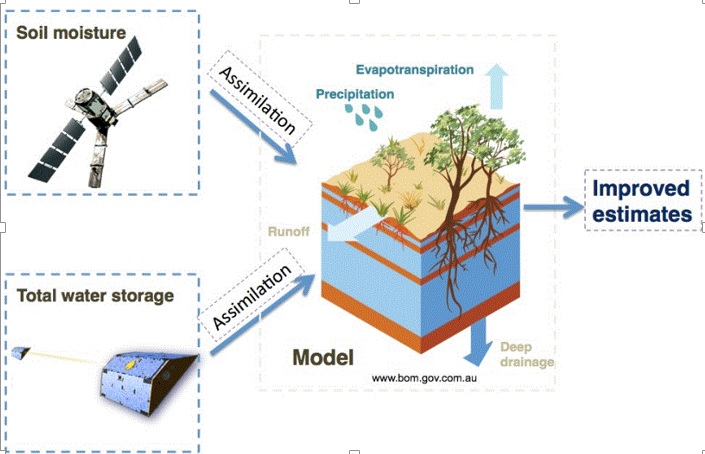 Soil moisture
Assimilation
Evapotranspiration
Precipitation
Runoff
Improved
estimates
Total water storage
Assimilation
Model
Deep
drainage
www.bom.gov.com.au